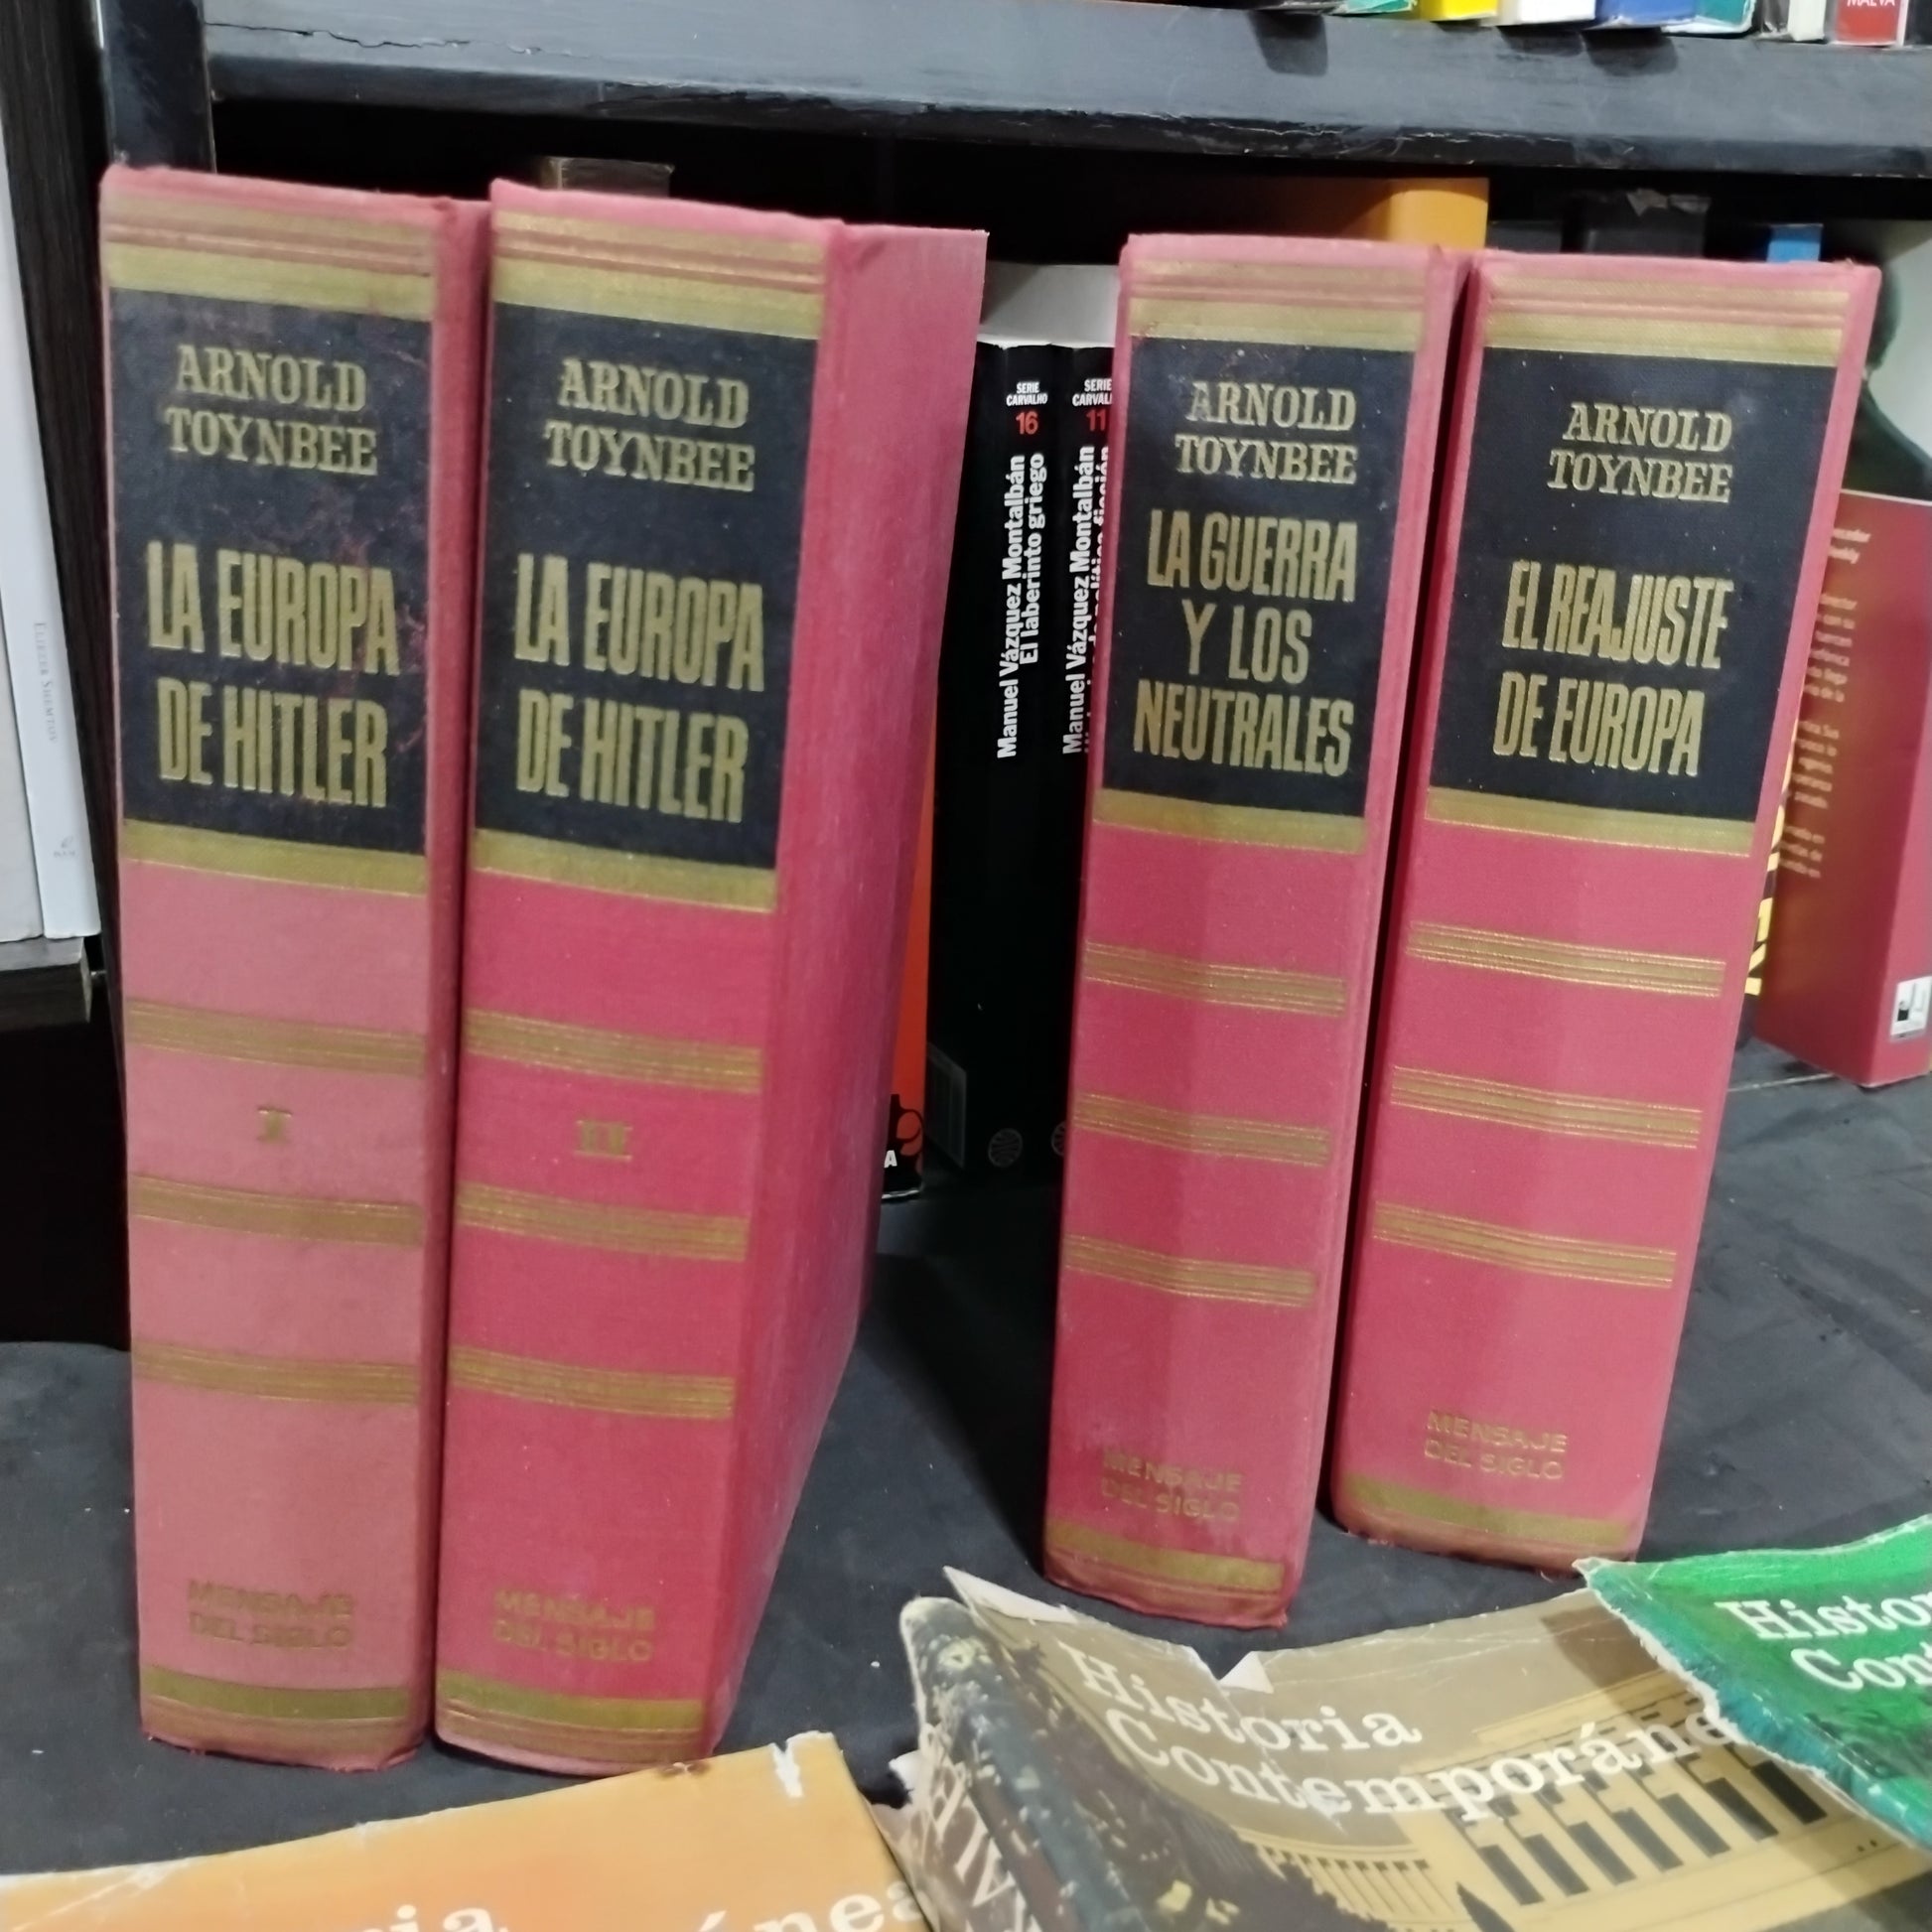 MALVA
ARNOLD
TOYNBEE
LA EUROPA
DE HITLER
I
MENSAJE
DEL SIGLO
ARNOLD
TOYNBEE
LA EUROPA
DE HITLER
II
MENSAJE
DEL SIGLO
SERIE
CARVALHO
16
Manuel Vázquez Montalbán
El laberinto griego
SERIE
11
Manuel Vázquez Montalbán
ARNOLD
TOYNBEE
LA GUERRA
Y LOS
NEUTRALES
MENSAJE
DEL SIGLO
ARNOLD
TOYNBEE
EL REAJUSTE
DE EUROPA
MENSAJE
DEL SIGLO
Historia